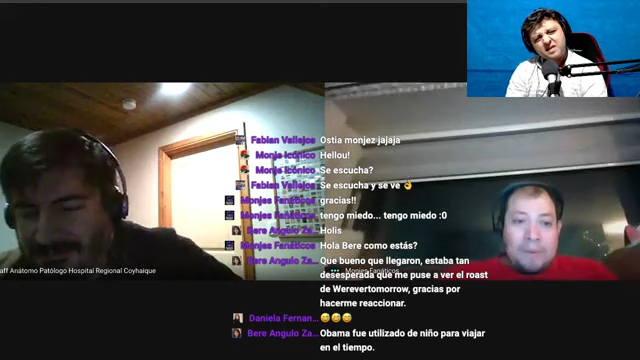 Fabian Vallejos Ostia monjez jajaja
Monje Icónico Hellou!
Monje Icónico Se escucha?
Fabian Vallejos Se escucha y se ve 👌
Monjes Fanáticos gracias!!
Monjes Fanáticos tengo miedo... tengo miedo :0
Bere Angulo Za... Holis
Monjes Fanáticos Hola Bere como estás?
Bere Angulo Za... Que bueno que llegaron, estaba tan
desesperada que me puse a ver el roast
de Werevertomorrow, gracias por
hacerme reaccionar.
aff Anátomo Patólogo Hospital Regional Coyhaique
Monjes Fanáticos
Daniela Fernan... 😅😅😅
Bere Angulo Za... Obama fue utilizado de niño para viajar
en el tiempo.